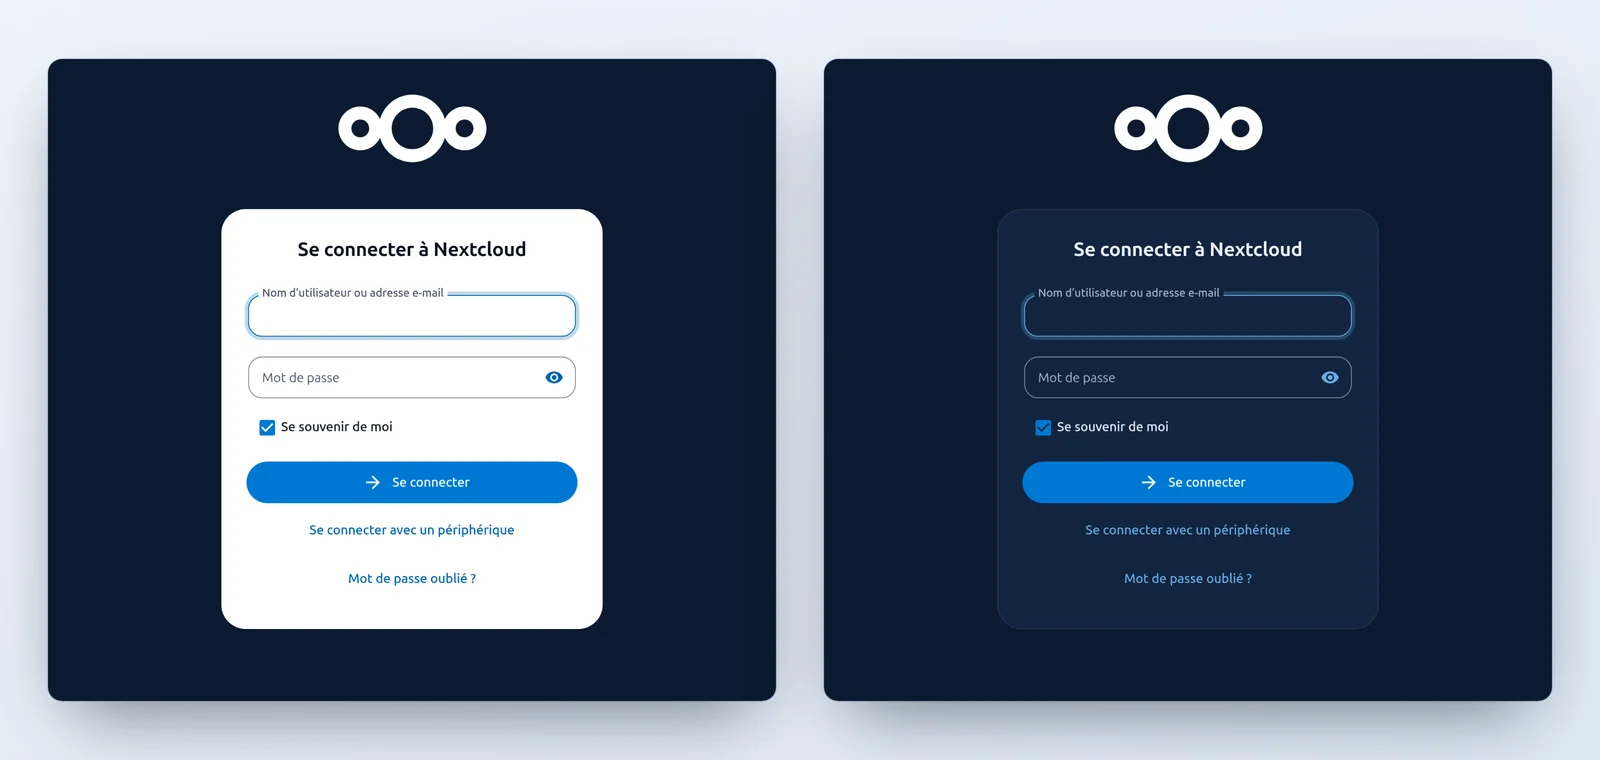 Se connecter à Nextcloud
Nom d'utilisateur ou adresse e-mail
Mot de passe
Se souvenir de moi
Se connecter
Se connecter avec un périphérique
Mot de passe oublié ?
Se connecter à Nextcloud
Nom d'utilisateur ou adresse e-mail
Mot de passe
Se souvenir de moi
Se connecter
Se connecter avec un périphérique
Mot de passe oublié ?